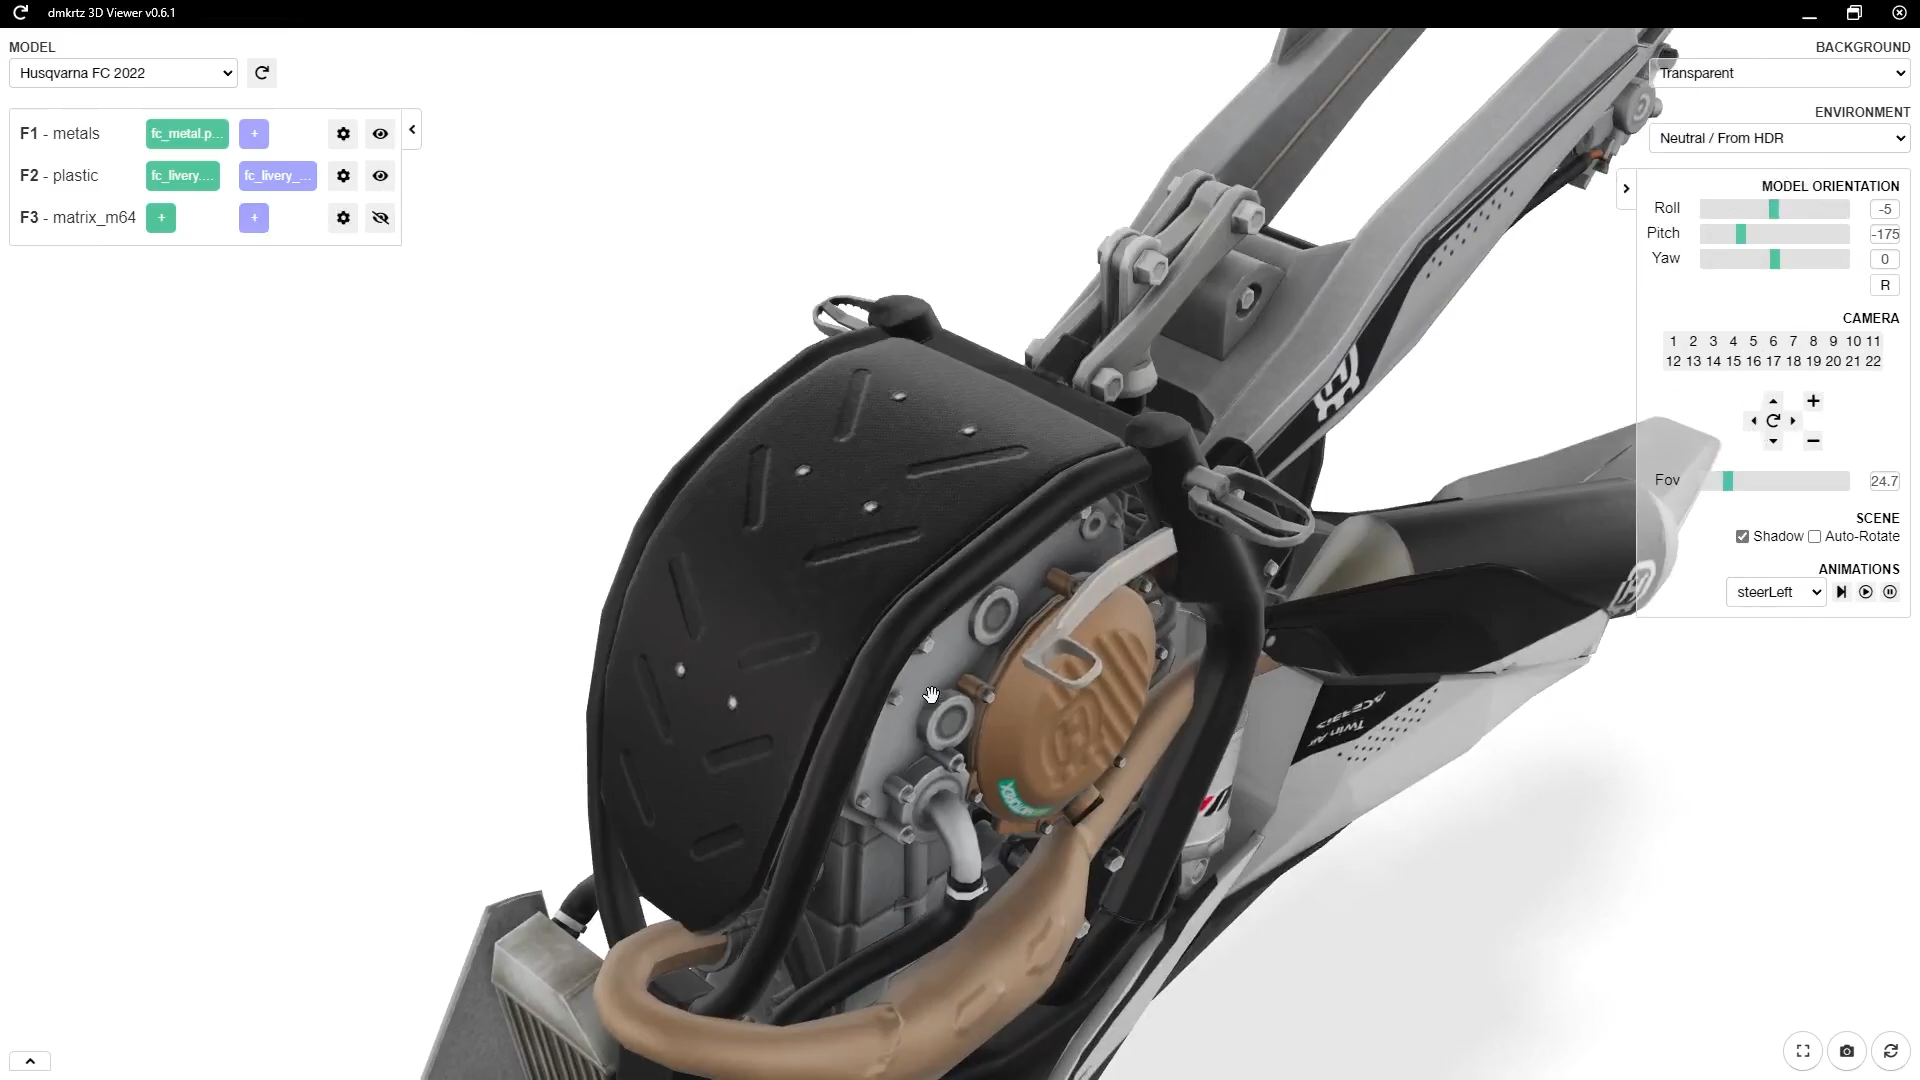 dmkrtz 3D Viewer v0.6.1
MODEL
Husqvarna FC 2022
F1 - metals fc_metal.p... +
F2 - plastic fc_livery.... fc_livery_...
F3 - matrix_m64 + +
BACKGROUND
Transparent
ENVIRONMENT
Neutral / From HDR
MODEL ORIENTATION
Roll -5
Pitch -175
Yaw 0
R
CAMERA
1 2 3 4 5 6 7 8 9 10 11
12 13 14 15 16 17 18 19 20 21 22
Fov 24.7
SCENE
Shadow Auto-Rotate
ANIMATIONS
steerLeft
ACERBIS
Twin Air